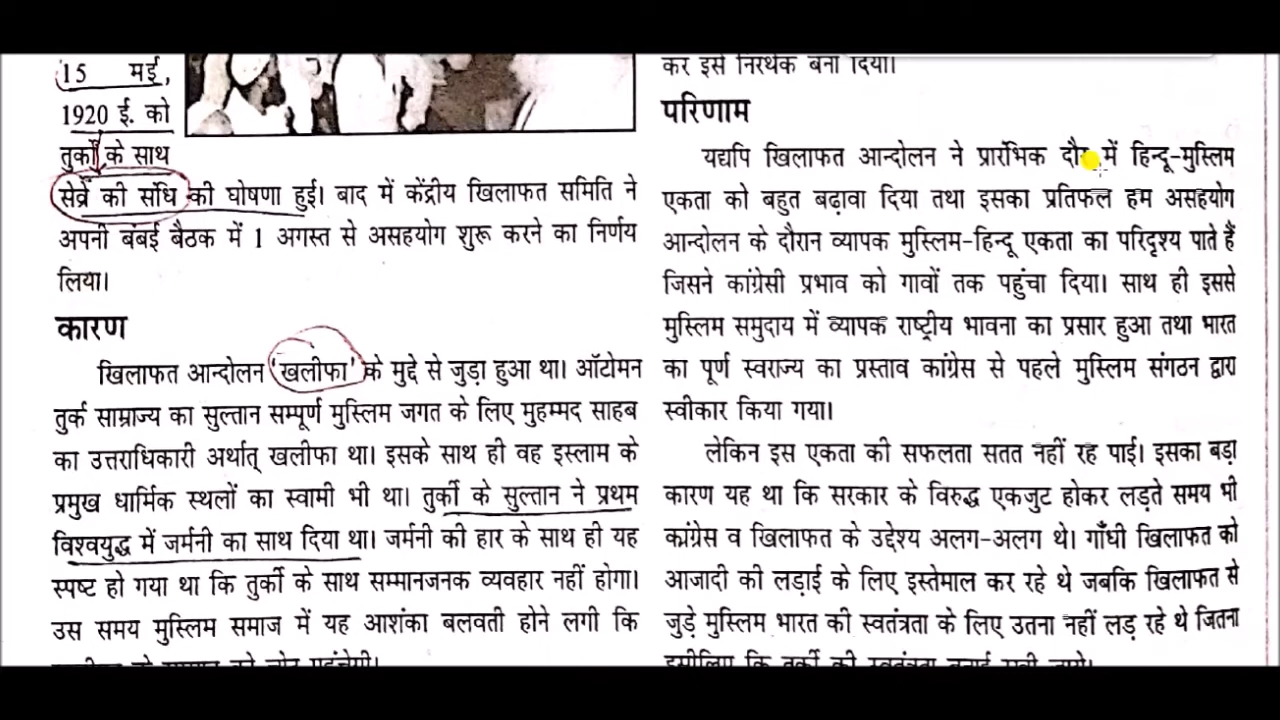 15 मई,
1920 ई. को
तुर्की के साथ
सेव्रें की संधि की घोषणा हुई। बाद में केंद्रीय खिलाफत समिति ने
अपनी बंबई बैठक में 1 अगस्त से असहयोग शुरू करने का निर्णय
लिया।
कारण
खिलाफत आन्दोलन 'खलीफा' के मुद्दे से जुड़ा हुआ था। ऑटोमन
तुर्क साम्राज्य का सुल्तान सम्पूर्ण मुस्लिम जगत के लिए मुहम्मद साहब
का उत्तराधिकारी अर्थात् खलीफा था। इसके साथ ही वह इस्लाम के
प्रमुख धार्मिक स्थलों का स्वामी भी था। तुर्की के सुल्तान ने प्रथम
विश्वयुद्ध में जर्मनी का साथ दिया था। जर्मनी की हार के साथ ही यह
स्पष्ट हो गया था कि तुर्की के साथ सम्मानजनक व्यवहार नहीं होगा।
उस समय मुस्लिम समाज में यह आशंका बलवती होने लगी कि
कर इसे निरर्थक बना दिया।
परिणाम
यद्यपि खिलाफत आन्दोलन ने प्रारंभिक दौर में हिन्दू-मुस्लिम
एकता को बहुत बढ़ावा दिया तथा इसका प्रतिफल हम असहयोग
आन्दोलन के दौरान व्यापक मुस्लिम-हिन्दू एकता का परिदृश्य पाते हैं
जिसने कांग्रेसी प्रभाव को गावों तक पहुंचा दिया। साथ ही इससे
मुस्लिम समुदाय में व्यापक राष्ट्रीय भावना का प्रसार हुआ तथा भारत
का पूर्ण स्वराज्य का प्रस्ताव कांग्रेस से पहले मुस्लिम संगठन द्वारा
स्वीकार किया गया।
लेकिन इस एकता की सफलता सतत नहीं रह पाई। इसका बड़ा
कारण यह था कि सरकार के विरुद्ध एकजुट होकर लड़ते समय भी
कांग्रेस व खिलाफत के उद्देश्य अलग-अलग थे। गाँधी खिलाफत को
आजादी की लड़ाई के लिए इस्तेमाल कर रहे थे जबकि खिलाफत से
जुड़े मुस्लिम भारत की स्वतंत्रता के लिए उतना नहीं लड़ रहे थे जितना